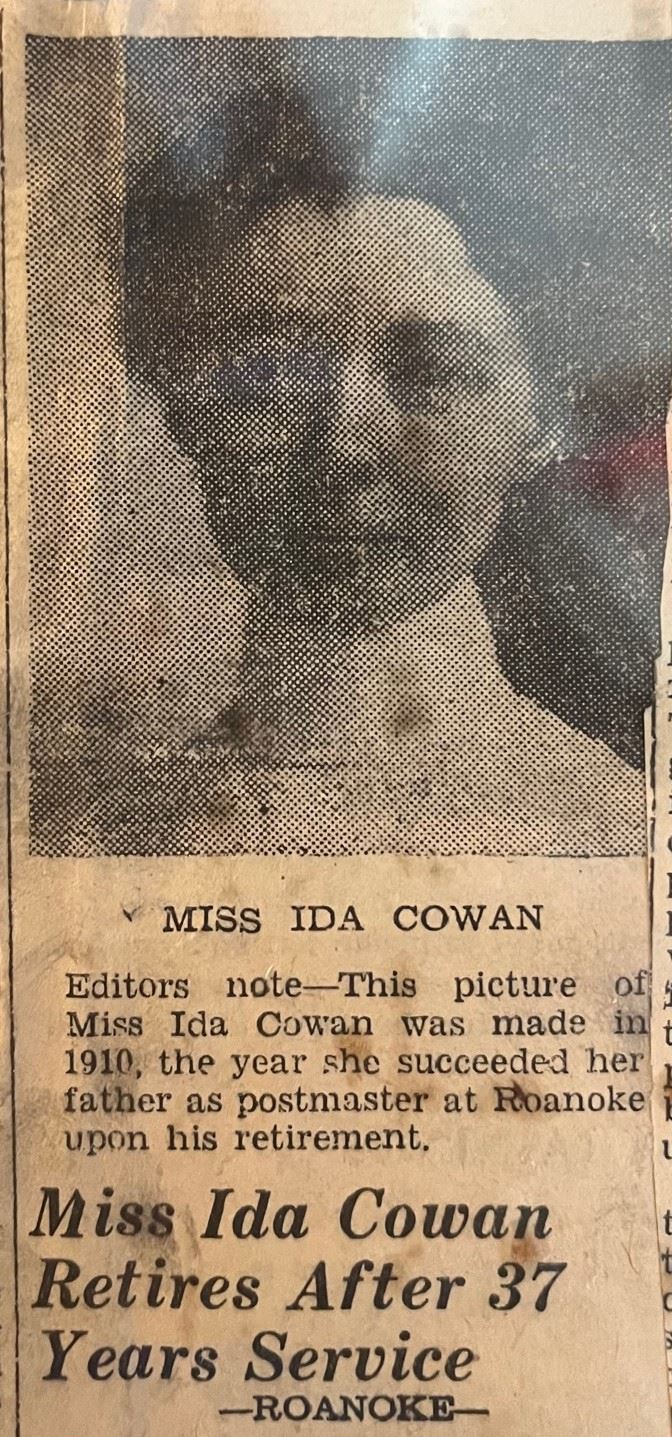 MISS IDA COWAN
Editors note—This picture of
Miss Ida Cowan was made in
1910, the year she succeeded her
father as postmaster at Roanoke
upon his retirement.
Miss Ida Cowan
Retires After 37
Years Service
—ROANOKE—